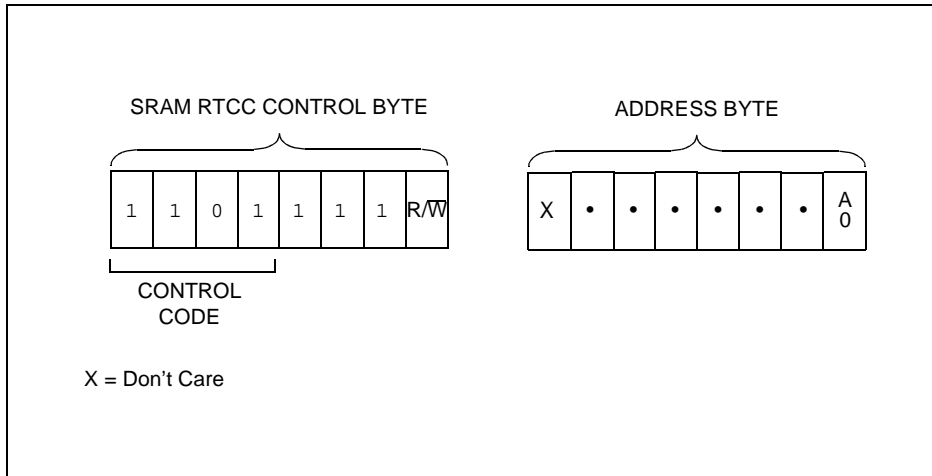 SRAM RTCC CONTROL BYTE
ADDRESS BYTE
1 1 0 1 1 1 1 R/W̅
X • • • • • • A
0
CONTROL
CODE
X = Don't Care